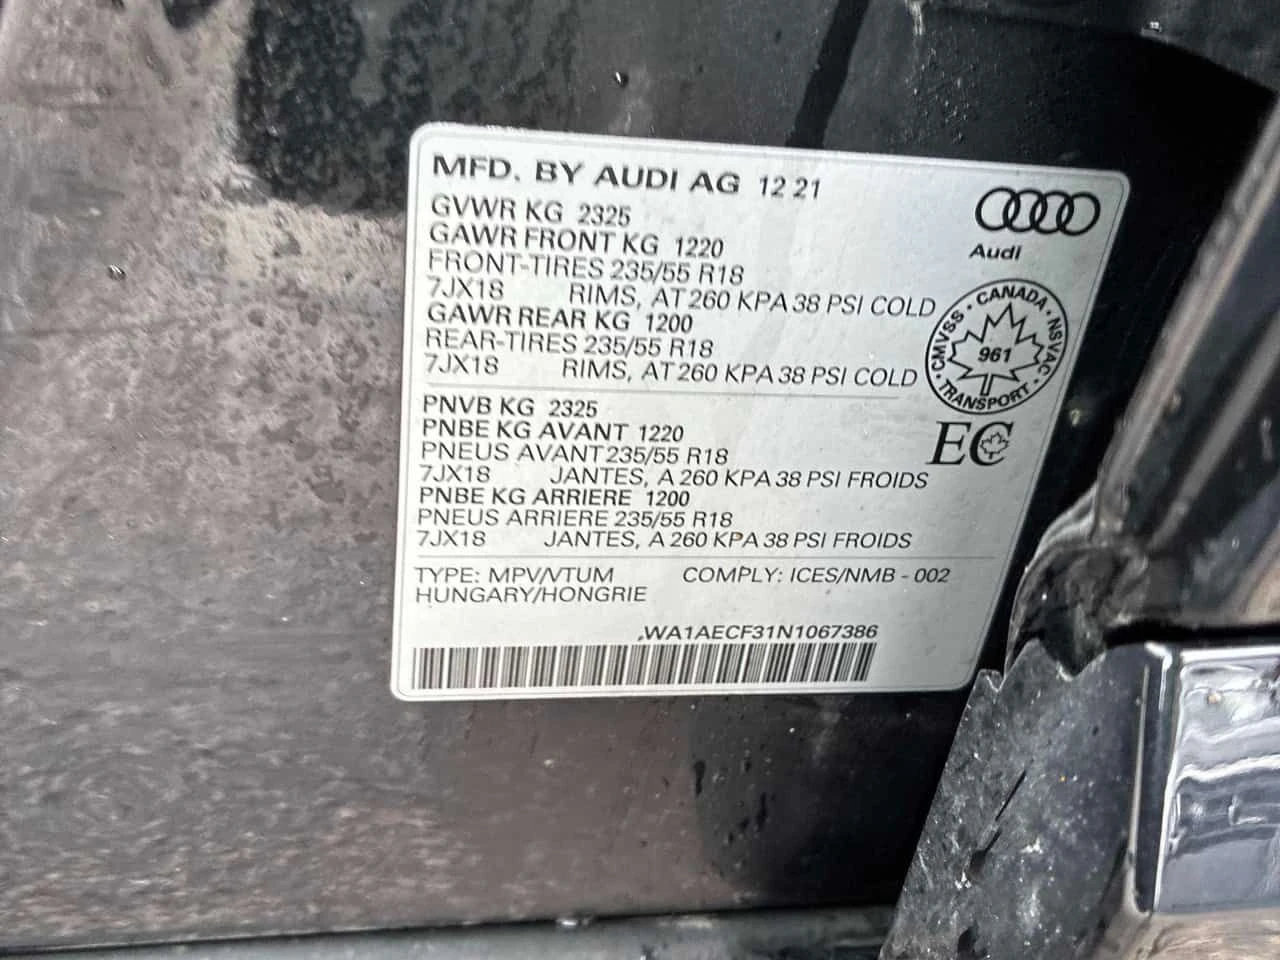 MFD. BY AUDI AG 12 21
GVWR KG 2325
GAWR FRONT KG 1220
FRONT-TIRES 235/55 R18
7JX18 RIMS, AT 260 KPA 38 PSI COLD
GAWR REAR KG 1200
REAR-TIRES 235/55 R18
7JX18 RIMS, AT 260 KPA 38 PSI COLD
Audi
CANADA · NSVAC · TRANSPORT · CMVSS ·
961
PNVB KG 2325
PNBE KG AVANT 1220
PNEUS AVANT 235/55 R18
7JX18 JANTES, A 260 KPA 38 PSI FROIDS
PNBE KG ARRIERE 1200
PNEUS ARRIERE 235/55 R18
7JX18 JANTES, A 260 KPA 38 PSI FROIDS
EC
TYPE: MPV/VTUM COMPLY: ICES/NMB - 002
HUNGARY/HONGRIE
WA1AECF31N1067386